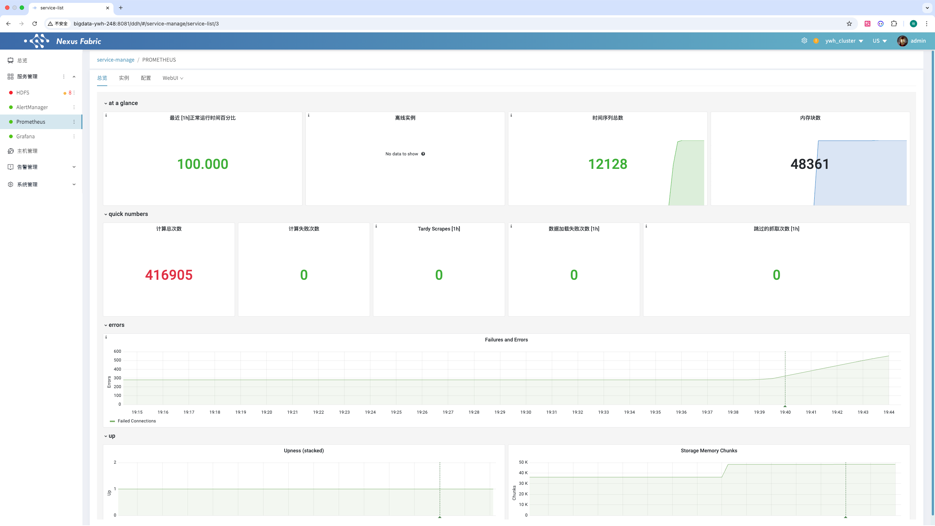 service-list
不安全
bigdata-ywh-248:8081/ddh/#/service-manage/service-list/3
Nexus Fabric
ywh_cluster
US
admin
总览
服务管理
HDFS
6
AlertManager
Prometheus
Grafana
主机管理
告警管理
系统管理
service-manage / PROMETHEUS
总览 实例 配置 WebUI
at a glance
最近 [1h]正常运行时间百分比
100.000
离线实例
No data to show
时间序列总数
12128
内存块数
48361
quick numbers
计算总次数
416905
计算失败次数
0
Tardy Scrapes [1h]
0
数据加载失败次数 [1h]
0
跳过的抓取次数 [1h]
0
errors
Failures and Errors
Errors
600
500
400
300
200
100
0
19:15 19:16 19:17 19:18 19:19 19:20 19:21 19:22 19:23 19:24 19:25 19:26 19:27 19:28 19:29 19:30 19:31 19:32 19:33 19:34 19:35 19:36 19:37 19:38 19:39 19:40 19:41 19:42 19:43 19:44
Failed Connections
up
Upness (stacked)
Up
2
1
0
Storage Memory Chunks
Chunks
50 K
40 K
30 K
20 K
10 K
0